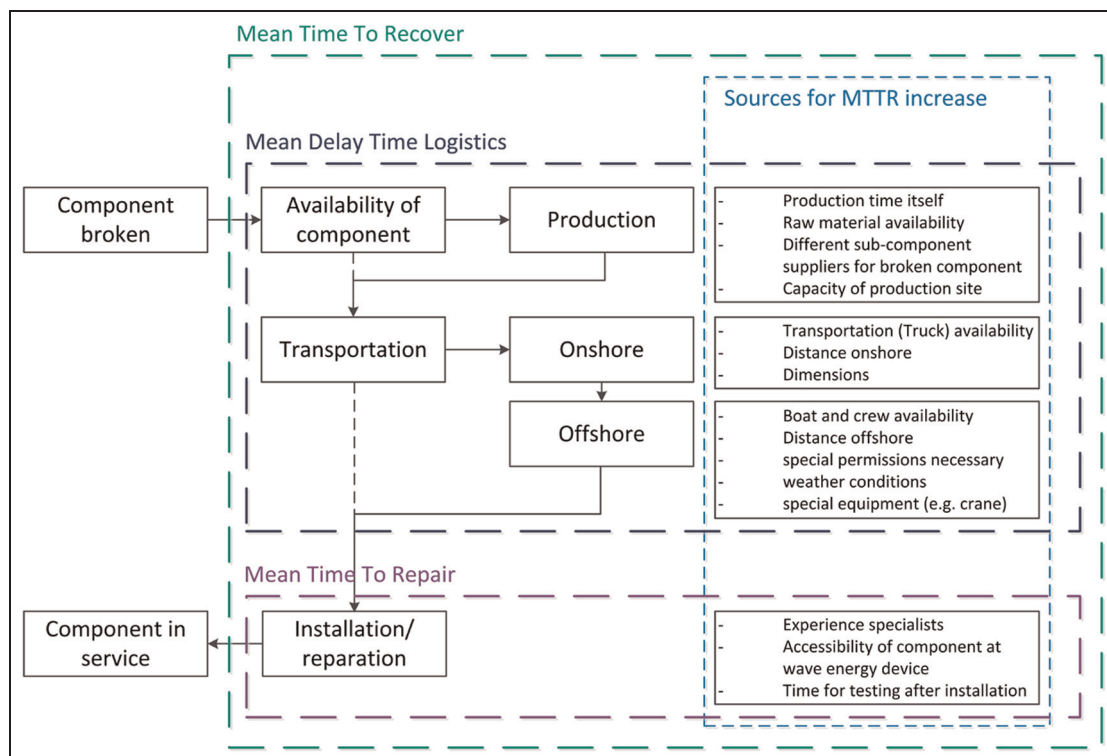 Mean Time To Recover
Sources for MTTR increase
Mean Delay Time Logistics
Component
broken
Availability of
component
Production
- Production time itself
- Raw material availability
- Different sub-component
suppliers for broken component
- Capacity of production site
Transportation
Onshore
- Transportation (Truck) availability
- Distance onshore
- Dimensions
Offshore
- Boat and crew availability
- Distance offshore
- special permissions necessary
- weather conditions
- special equipment (e.g. crane)
Mean Time To Repair
Component in
service
Installation/
reparation
- Experience specialists
- Accessibility of component at
wave energy device
- Time for testing after installation